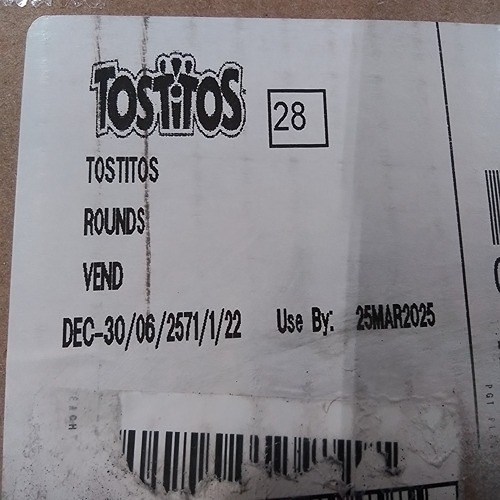 TOSTITOS
28
TOSTITOS
ROUNDS
VEND
DEC-30/06/2571/1/22 Use By: 25MAR2025